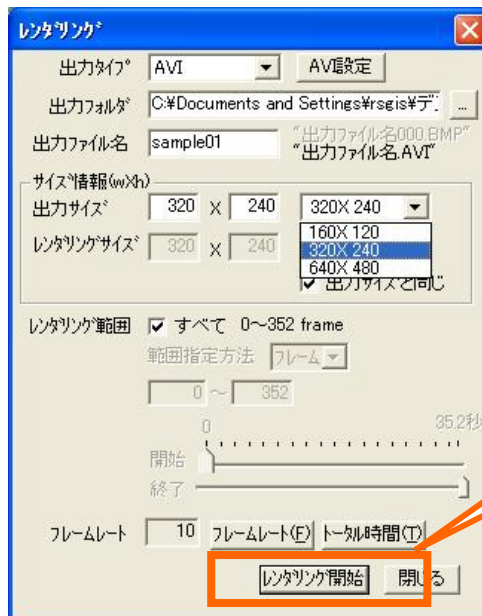 レンダリング
出力タイプ AVI AVI設定
出力フォルダ C:¥Documents and Settings¥rsgis¥デ ...
出力ファイル名 sample01 "出力ファイル名000.BMP"
"出力ファイル名.AVI"
サイズ情報(wXh)
出力サイズ 320 X 240 320X 240
160X 120
レンダリングサイズ 320 X 240 320X 240
640X 480
出力サイズと同じ
レンダリング範囲 すべて 0～352 frame
範囲指定方法 フレーム
0 ～ 352
0 35.2秒
開始
終了
フレームレート 10 フレームレート(F) トータル時間(T)
レンダリング開始 閉じる